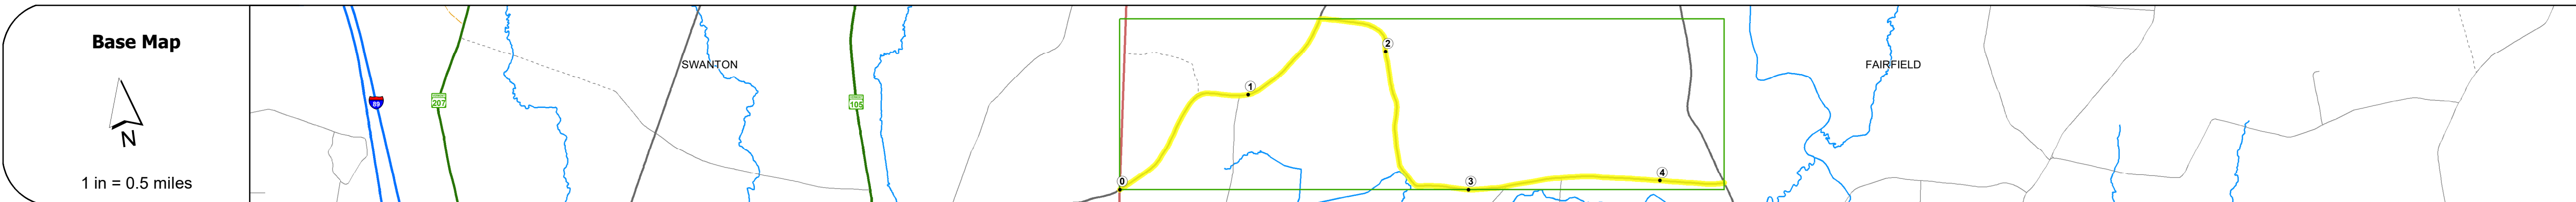 Base Map
N
1 in = 0.5 miles
89
207
SWANTON
105
0
1
2
3
4
FAIRFIELD